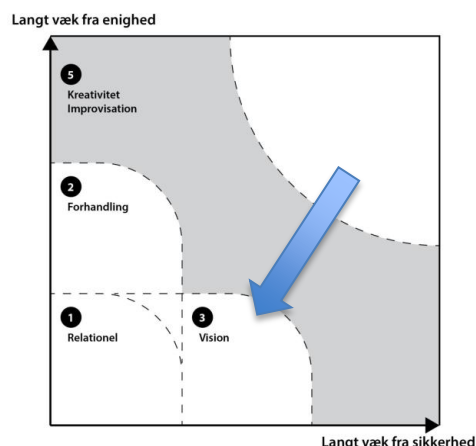 Langt væk fra enighed
5
Kreativitet
Improvisation
2
Forhandling
1
Relationel
3
Vision
Langt væk fra sikkerhed